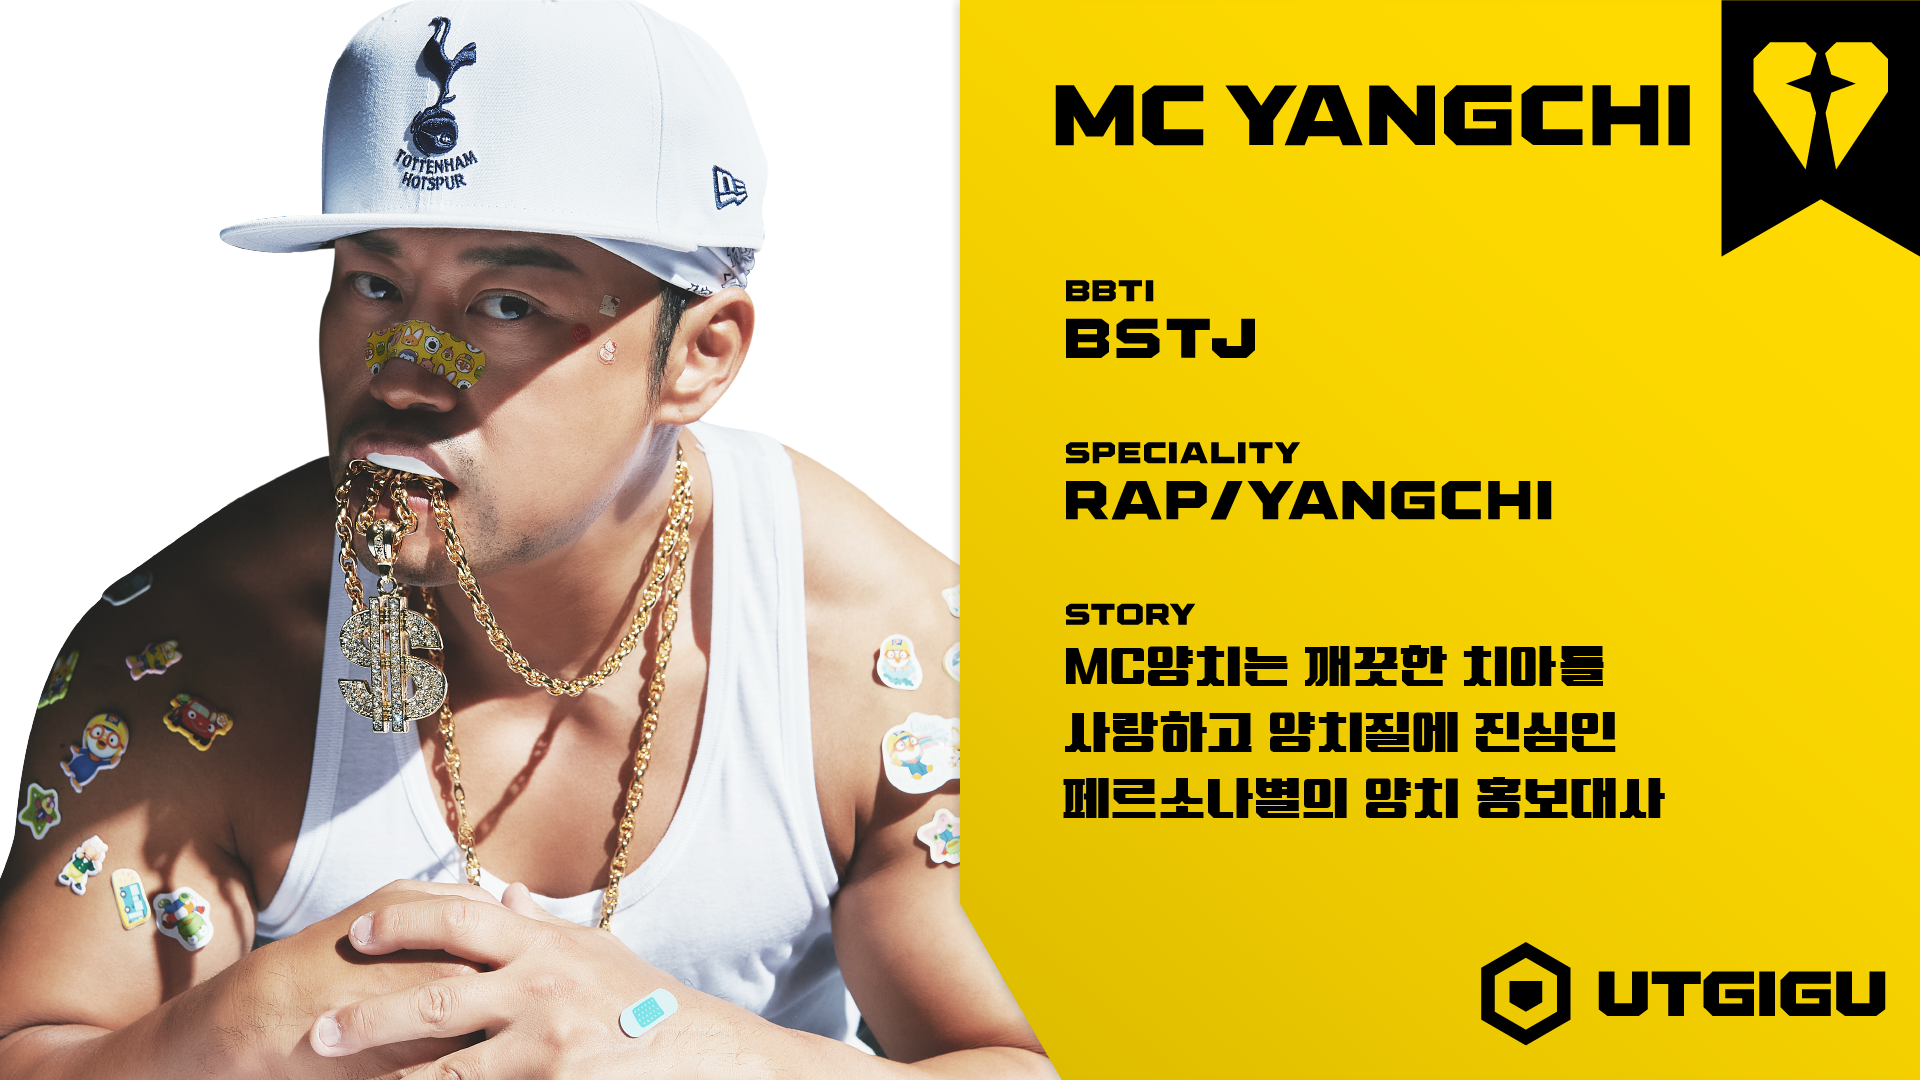 TOTTENHAM
HOTSPUR
MC YANGCHI
BBTI
BSTJ
SPECIALITY
RAP/YANGCHI
STORY
MC양치는 깨끗한 치아를
사랑하고 양치질에 진심인
페르소나별의 양치 홍보대사
UTGIGU